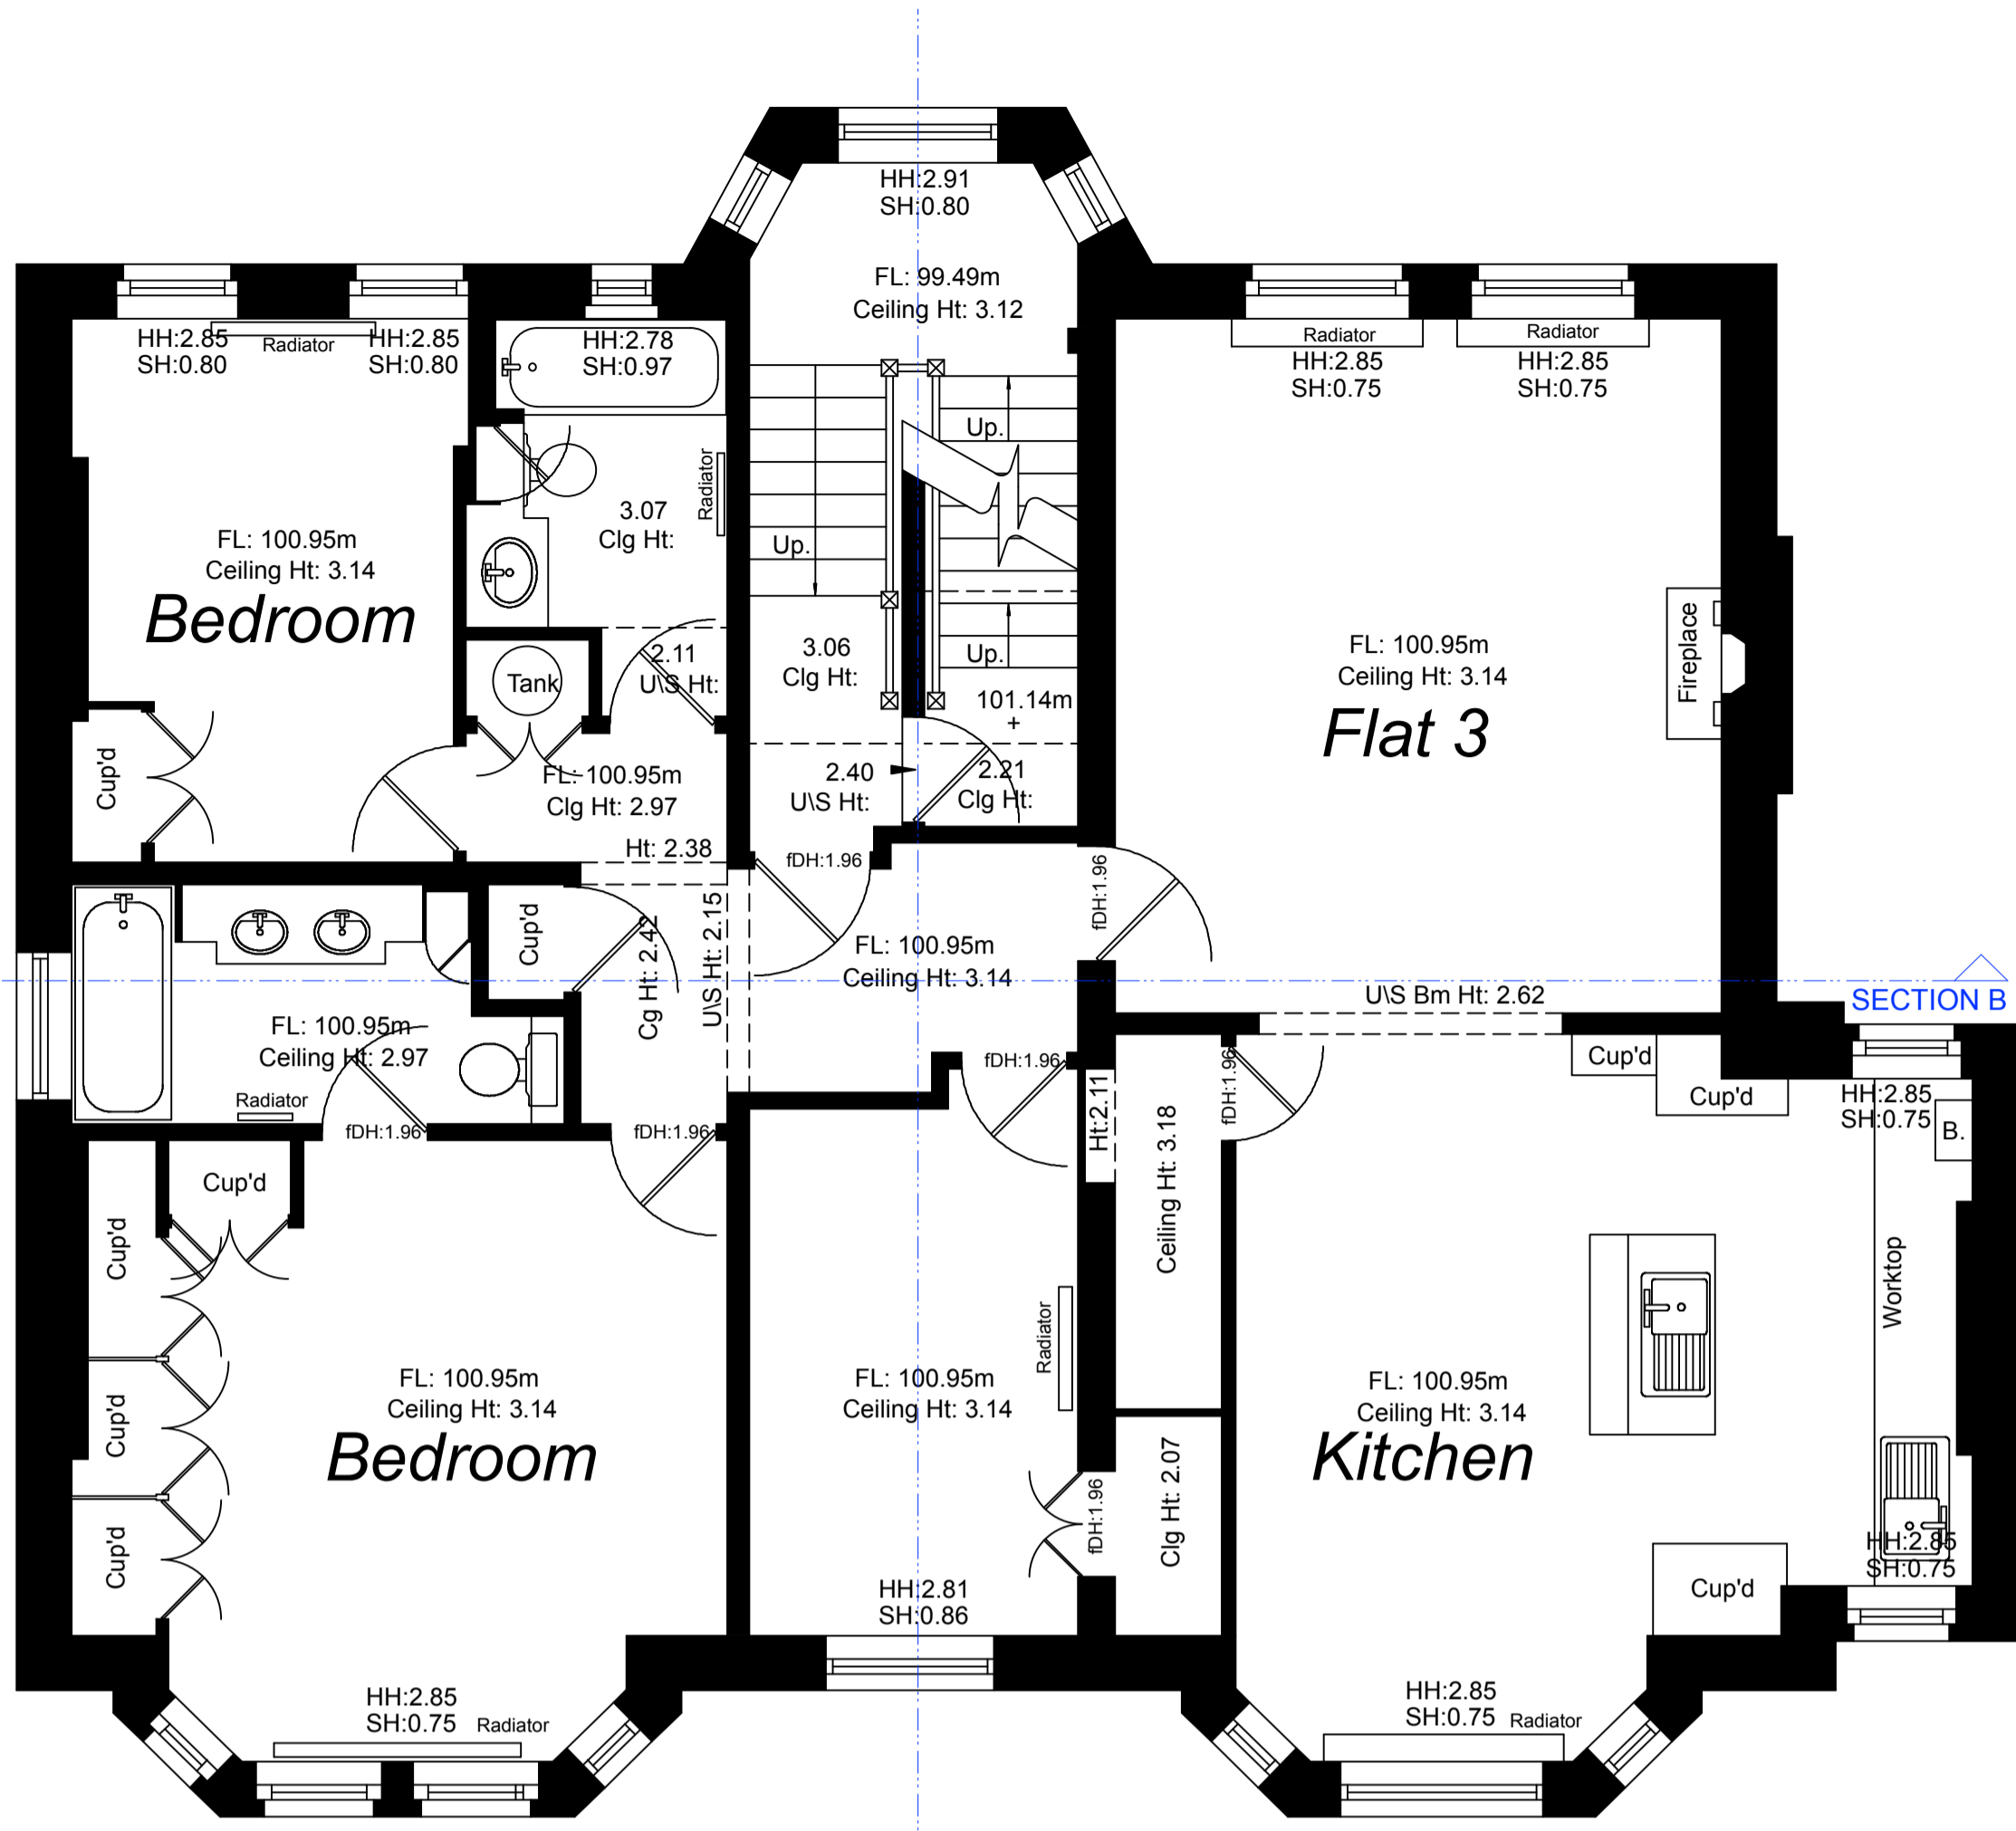 HH:2.91
SH:0.80
FL: 99.49m
Ceiling Ht: 3.12
HH:2.85
SH:0.80
Radiator
HH:2.85
SH:0.80
HH:2.78
SH:0.97
Radiator
HH:2.85
SH:0.75
Radiator
HH:2.85
SH:0.75
Up.
Up.
Up.
Radiator
3.07
Clg Ht:
FL: 100.95m
Ceiling Ht: 3.14
Bedroom
2.11
U\S Ht:
Tank
3.06
Clg Ht:
101.14m
+
FL: 100.95m
Ceiling Ht: 3.14
Flat 3
Fireplace
Cup'd
FL: 100.95m
Clg Ht: 2.97
2.40
U\S Ht:
2.21
Clg Ht:
Ht: 2.38
fDH:1.96
fDH:1.96
Cup'd
Cg Ht: 2.42
U\S Ht: 2.15
FL: 100.95m
Ceiling Ht: 3.14
U\S Bm Ht: 2.62
SECTION B
FL: 100.95m
Ceiling Ht: 2.97
Radiator
fDH:1.96
fDH:1.96
fDH:1.96
Ht:2.11
Ceiling Ht: 3.18
fDH:1.96
Cup'd
Cup'd
HH:2.85
SH:0.75
B.
Cup'd
Cup'd
Cup'd
Cup'd
Worktop
Radiator
FL: 100.95m
Ceiling Ht: 3.14
Bedroom
FL: 100.95m
Ceiling Ht: 3.14
FL: 100.95m
Ceiling Ht: 3.14
Kitchen
fDH:1.96
Clg Ht: 2.07
HH:2.85
SH:0.75
Cup'd
HH:2.81
SH:0.86
HH:2.85
SH:0.75
Radiator
HH:2.85
SH:0.75
Radiator